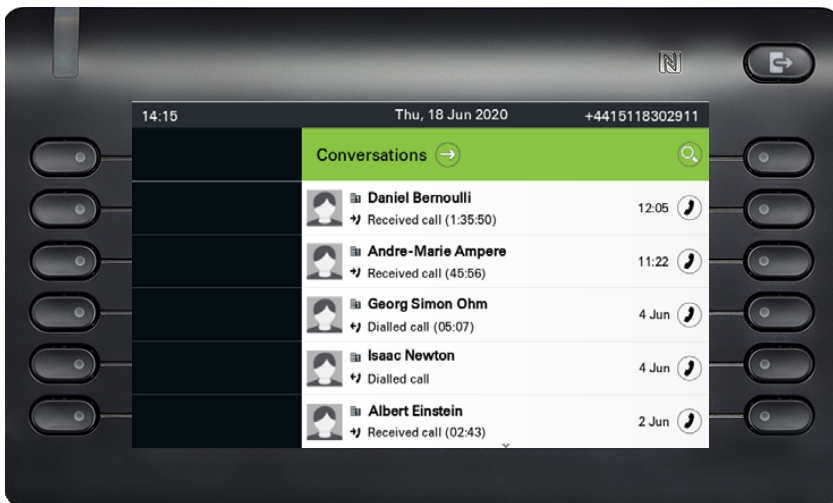 14:15 Thu, 18 Jun 2020 +4415118302911
Conversations
Daniel Bernoulli
Received call (1:35:50) 12:05
Andre-Marie Ampere
Received call (45:56) 11:22
Georg Simon Ohm
Dialled call (05:07) 4 Jun
Isaac Newton
Dialled call 4 Jun
Albert Einstein
Received call (02:43) 2 Jun